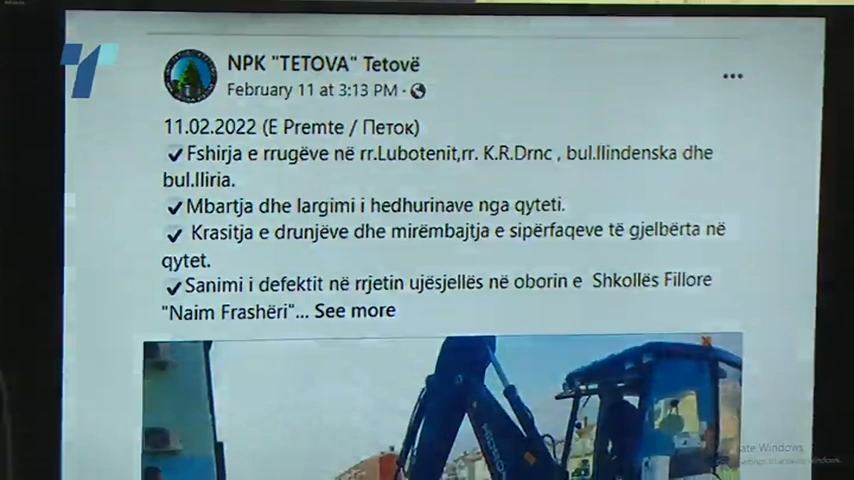 NPK "TETOVA" Tetovë
February 11 at 3:13 PM ·
11.02.2022 (E Premte / Петок)
✔Fshirja e rrugëve në rr.Lubotenit,rr. K.R.Drnc , bul.Ilindenska dhe
bul.Iliria.
✔Mbartja dhe largimi i hedhurinave nga qyteti.
✔ Krasitja e drunjëve dhe mirëmbajtja e sipërfaqeve të gjelbërta në
qytet.
✔Sanimi i defektit në rrjetin ujësjellës në oborin e Shkollës Fillore
"Naim Frashëri"... See more
ate Windows